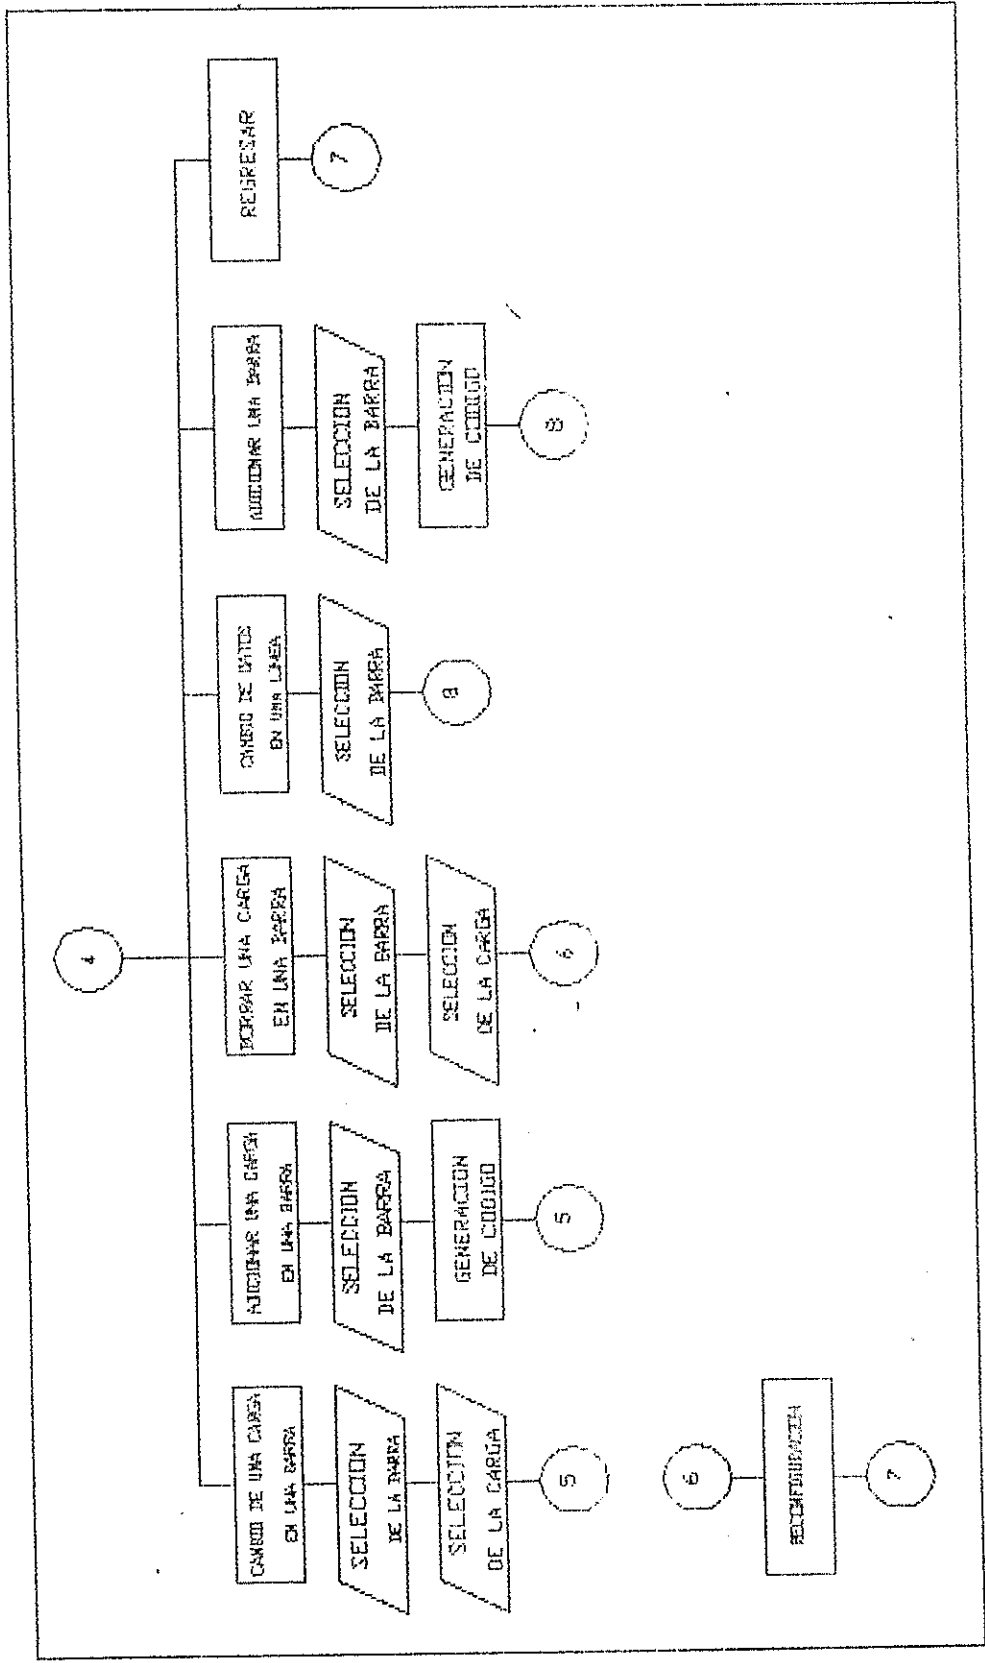 4
CAMBIO DE UNA CARGA
EN UNA BARRA
SELECCION
DE LA BARRA
SELECCION
DE LA CARGA
5
ADICIONAR UNA CARGA
EN UNA BARRA
SELECCION
DE LA BARRA
GENERACION
DE CODIGO
5
BORRAR UNA CARGA
EN UNA BARRA
SELECCION
DE LA BARRA
SELECCION
DE LA CARGA
6
CAMBIO DE DATOS
EN UNA LINEA
SELECCION
DE LA BARRA
ADICIONAR UNA BARRA
SELECCION
DE LA BARRA
GENERACION
DE CODIGO
8
REGRESAR
7
6
RECONFIGURACION
7